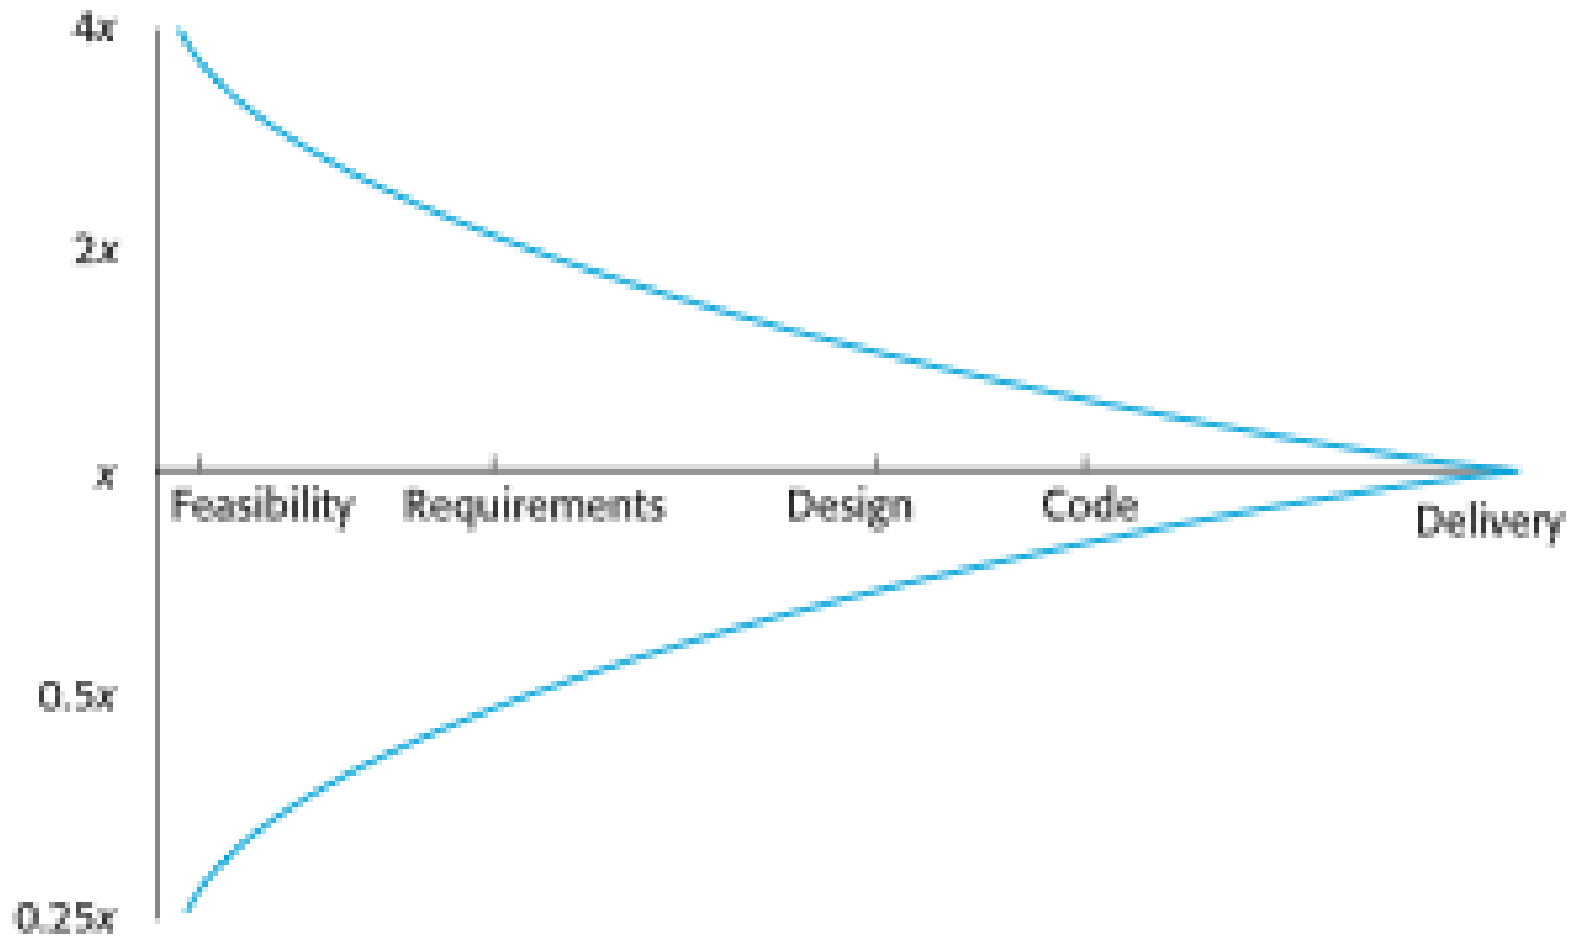 4x
2x
x
Feasibility Requirements Design Code Delivery
0.5x
0.25x